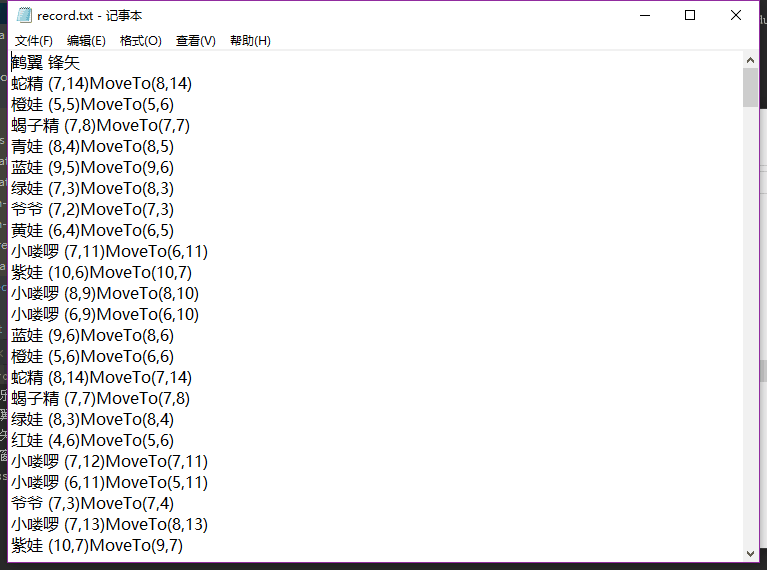 record.txt - 记事本
文件(F) 编辑(E) 格式(O) 查看(V) 帮助(H)
鹤翼 锋矢
蛇精 (7,14)MoveTo(8,14)
橙娃 (5,5)MoveTo(5,6)
蝎子精 (7,8)MoveTo(7,7)
青娃 (8,4)MoveTo(8,5)
蓝娃 (9,5)MoveTo(9,6)
绿娃 (7,3)MoveTo(8,3)
爷爷 (7,2)MoveTo(7,3)
黄娃 (6,4)MoveTo(6,5)
小喽啰 (7,11)MoveTo(6,11)
紫娃 (10,6)MoveTo(10,7)
小喽啰 (8,9)MoveTo(8,10)
小喽啰 (6,9)MoveTo(6,10)
蓝娃 (9,6)MoveTo(8,6)
橙娃 (5,6)MoveTo(6,6)
蛇精 (8,14)MoveTo(7,14)
蝎子精 (7,7)MoveTo(7,8)
绿娃 (8,3)MoveTo(8,4)
红娃 (4,6)MoveTo(5,6)
小喽啰 (7,12)MoveTo(7,11)
小喽啰 (6,11)MoveTo(5,11)
爷爷 (7,3)MoveTo(7,4)
小喽啰 (7,13)MoveTo(8,13)
紫娃 (10,7)MoveTo(9,7)